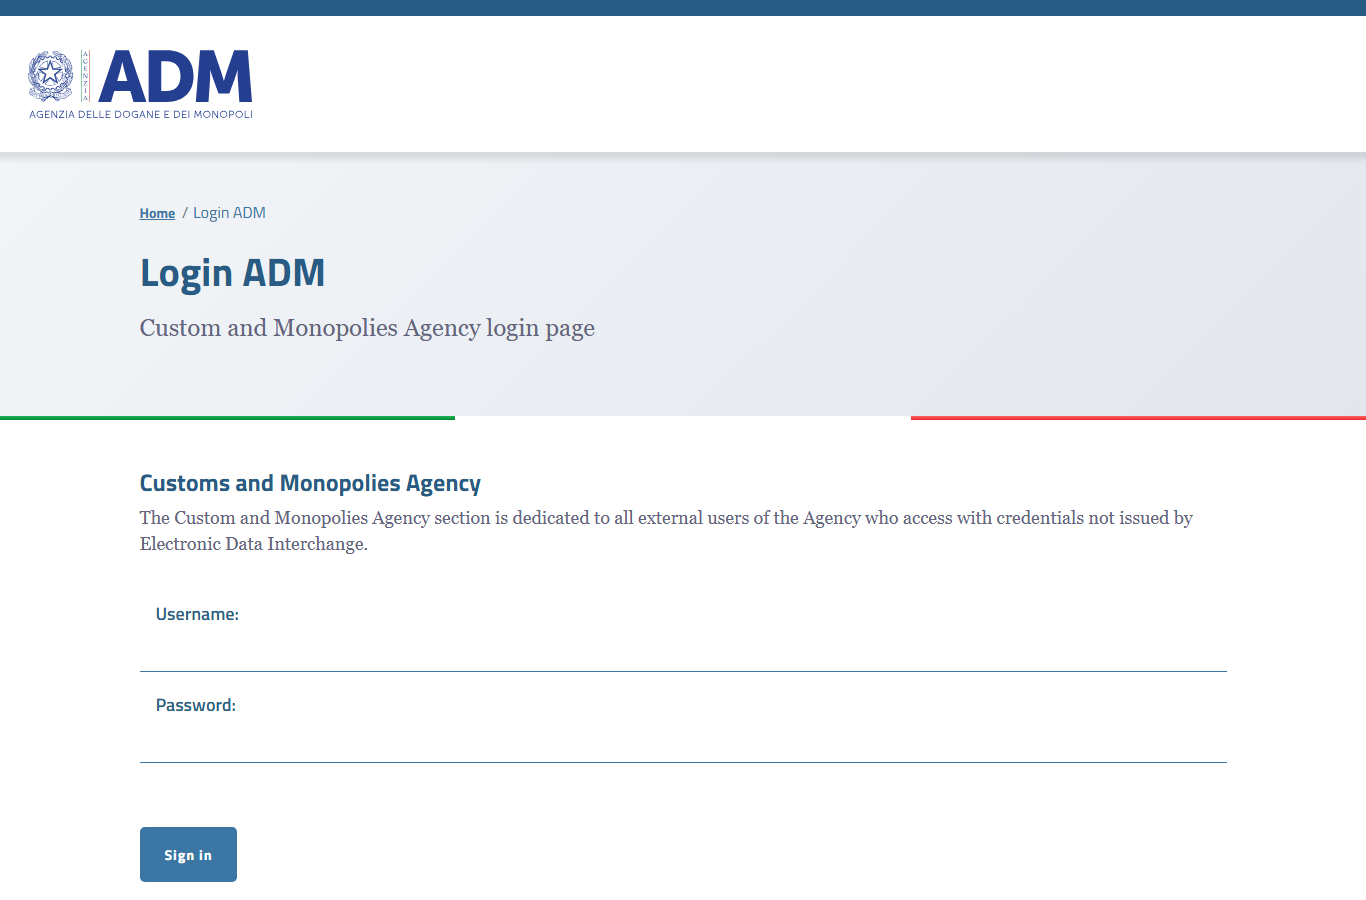 AGENZIA
ADM
AGENZIA DELLE DOGANE E DEI MONOPOLI
Home / Login ADM
Login ADM
Custom and Monopolies Agency login page
Customs and Monopolies Agency
The Custom and Monopolies Agency section is dedicated to all external users of the Agency who access with credentials not issued by
Electronic Data Interchange.
Username:
Password:
Sign in